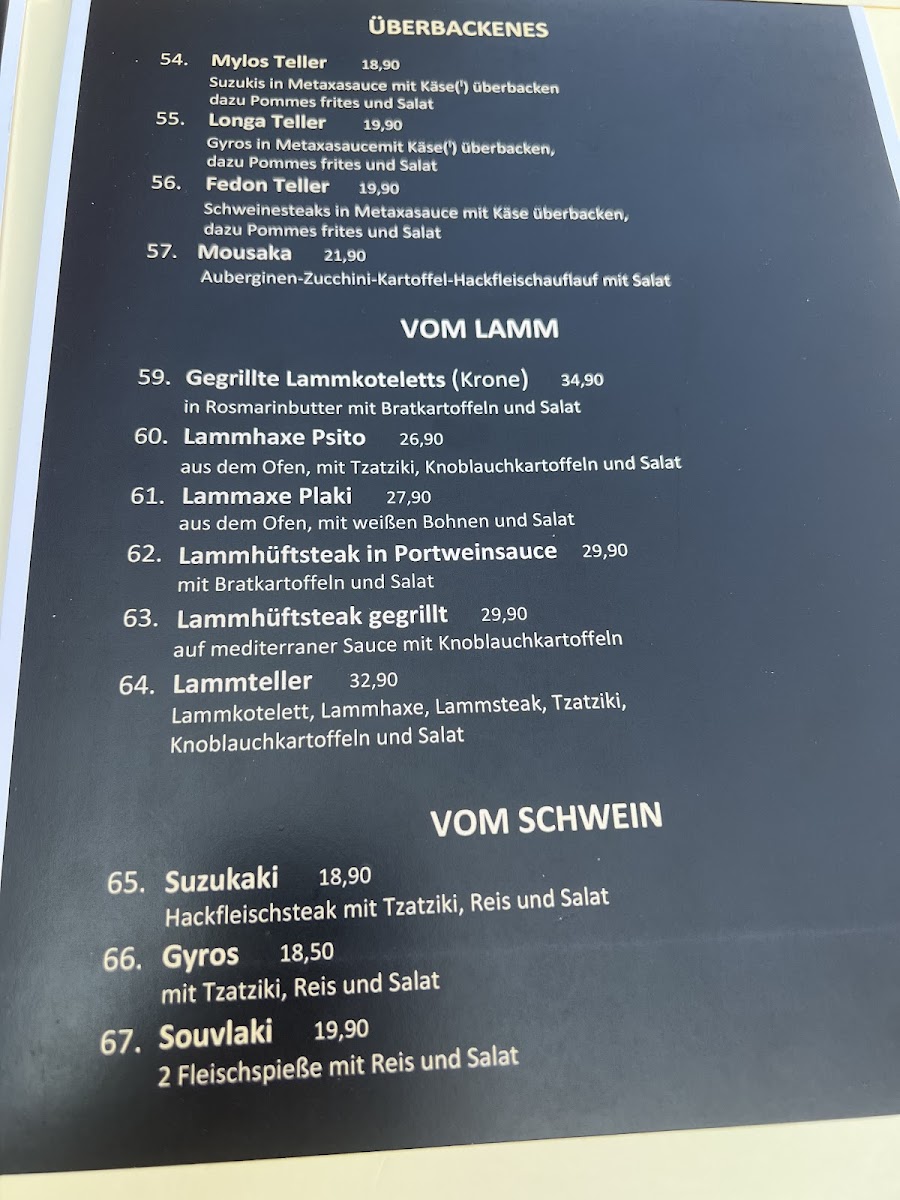 ÜBERBACKENES
54. Mylos Teller 18,90
Suzukis in Metaxasauce mit Käse(¹) überbacken
dazu Pommes frites und Salat
55. Longa Teller 19,90
Gyros in Metaxasaucemit Käse(¹) überbacken,
dazu Pommes frites und Salat
56. Fedon Teller 19,90
Schweinesteaks in Metaxasauce mit Käse überbacken,
dazu Pommes frites und Salat
57. Mousaka 21,90
Auberginen-Zucchini-Kartoffel-Hackfleischauflauf mit Salat
VOM LAMM
59. Gegrillte Lammkoteletts (Krone) 34,90
in Rosmarinbutter mit Bratkartoffeln und Salat
60. Lammhaxe Psito 26,90
aus dem Ofen, mit Tzatziki, Knoblauchkartoffeln und Salat
61. Lammaxe Plaki 27,90
aus dem Ofen, mit weißen Bohnen und Salat
62. Lammhüftsteak in Portweinsauce 29,90
mit Bratkartoffeln und Salat
63. Lammhüftsteak gegrillt 29,90
auf mediterraner Sauce mit Knoblauchkartoffeln
64. Lammteller 32,90
Lammkotelett, Lammhaxe, Lammsteak, Tzatziki,
Knoblauchkartoffeln und Salat
VOM SCHWEIN
65. Suzukaki 18,90
Hackfleischsteak mit Tzatziki, Reis und Salat
66. Gyros 18,50
mit Tzatziki, Reis und Salat
67. Souvlaki 19,90
2 Fleischspieße mit Reis und Salat